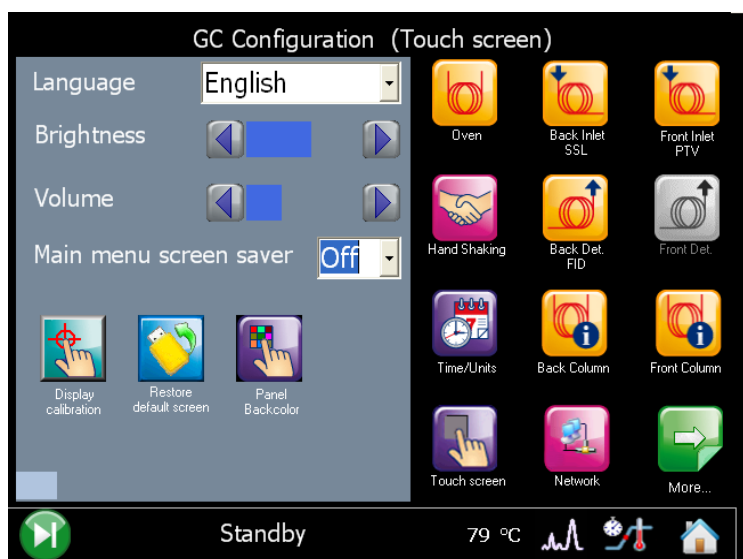 GC Configuration (Touch screen)
Language
English
Brightness
Volume
Main menu screen saver
Off
Display calibration
Restore default screen
Panel Backcolor
Oven
Back Inlet
SSL
Front Inlet
PTV
Hand Shaking
Back Det.
FID
Front Det.
7
Time/Units
Back Column
Front Column
Touch screen
Network
More...
Standby
79 °C